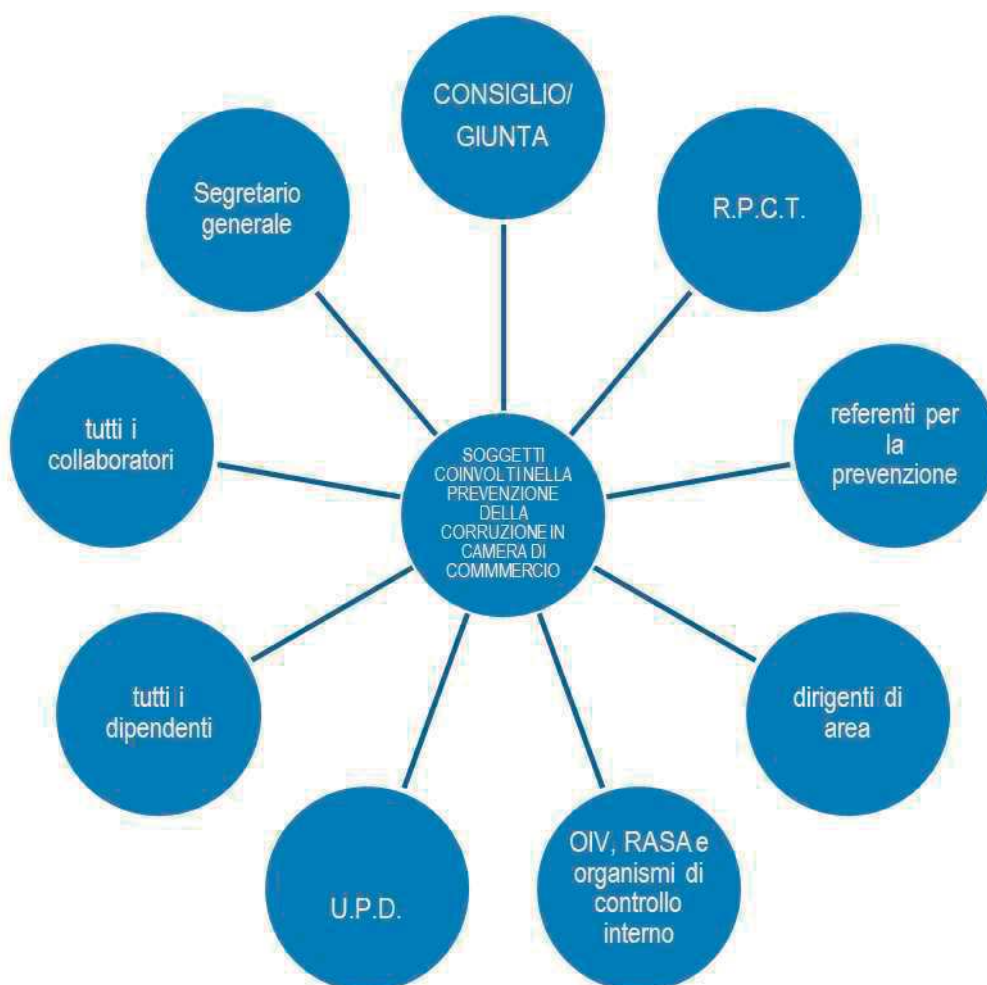 CONSIGLIO/
GIUNTA
R.P.C.T.
referenti per
la
prevenzione
dirigenti di
area
OIV, RASA e
organismi di
controllo
interno
U.P.D.
tutti i
dipendenti
tutti i
collaboratori
Segretario
generale
SOGGETTI
COINVOLTI NELLA
PREVENZIONE
DELLA
CORRUZIONE IN
CAMERA DI
COMMMERCIO